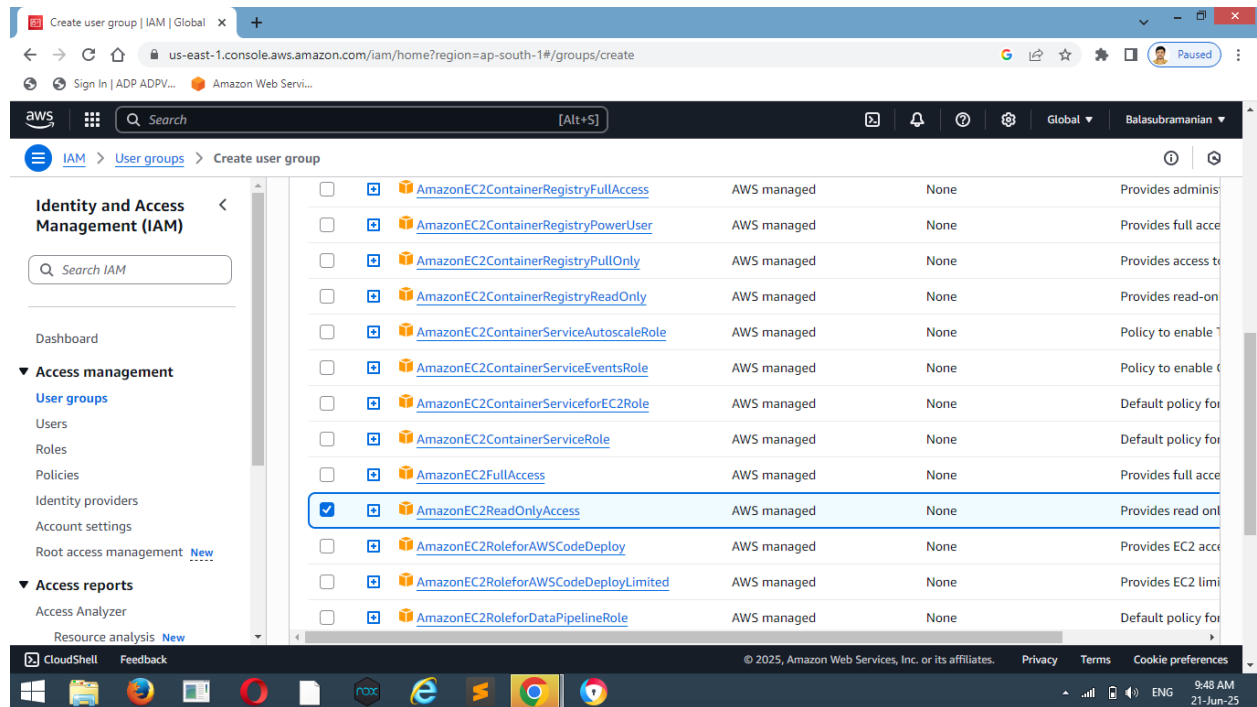 Create user group | IAM | Global
us-east-1.console.aws.amazon.com/iam/home?region=ap-south-1#/groups/create
Paused
Sign In | ADP ADPV...
Amazon Web Servi...
aws
Search
[Alt+S]
Global
Balasubramanian
IAM > User groups > Create user group
Identity and Access
Management (IAM)
Search IAM
Dashboard
Access management
User groups
Users
Roles
Policies
Identity providers
Account settings
Root access management New
Access reports
Access Analyzer
Resource analysis New
AmazonEC2ContainerRegistryFullAccess AWS managed None Provides adminis
AmazonEC2ContainerRegistryPowerUser AWS managed None Provides full acce
AmazonEC2ContainerRegistryPullOnly AWS managed None Provides access to
AmazonEC2ContainerRegistryReadOnly AWS managed None Provides read-on
AmazonEC2ContainerServiceAutoscaleRole AWS managed None Policy to enable T
AmazonEC2ContainerServiceEventsRole AWS managed None Policy to enable
AmazonEC2ContainerServiceforEC2Role AWS managed None Default policy for
AmazonEC2ContainerServiceRole AWS managed None Default policy for
AmazonEC2FullAccess AWS managed None Provides full acce
AmazonEC2ReadOnlyAccess AWS managed None Provides read onl
AmazonEC2RoleforAWSCodeDeploy AWS managed None Provides EC2 acce
AmazonEC2RoleforAWSCodeDeployLimited AWS managed None Provides EC2 limi
AmazonEC2RoleforDataPipelineRole AWS managed None Default policy for
CloudShell Feedback © 2025, Amazon Web Services, Inc. or its affiliates. Privacy Terms Cookie preferences
nox
ENG
9:48 AM
21-Jun-25